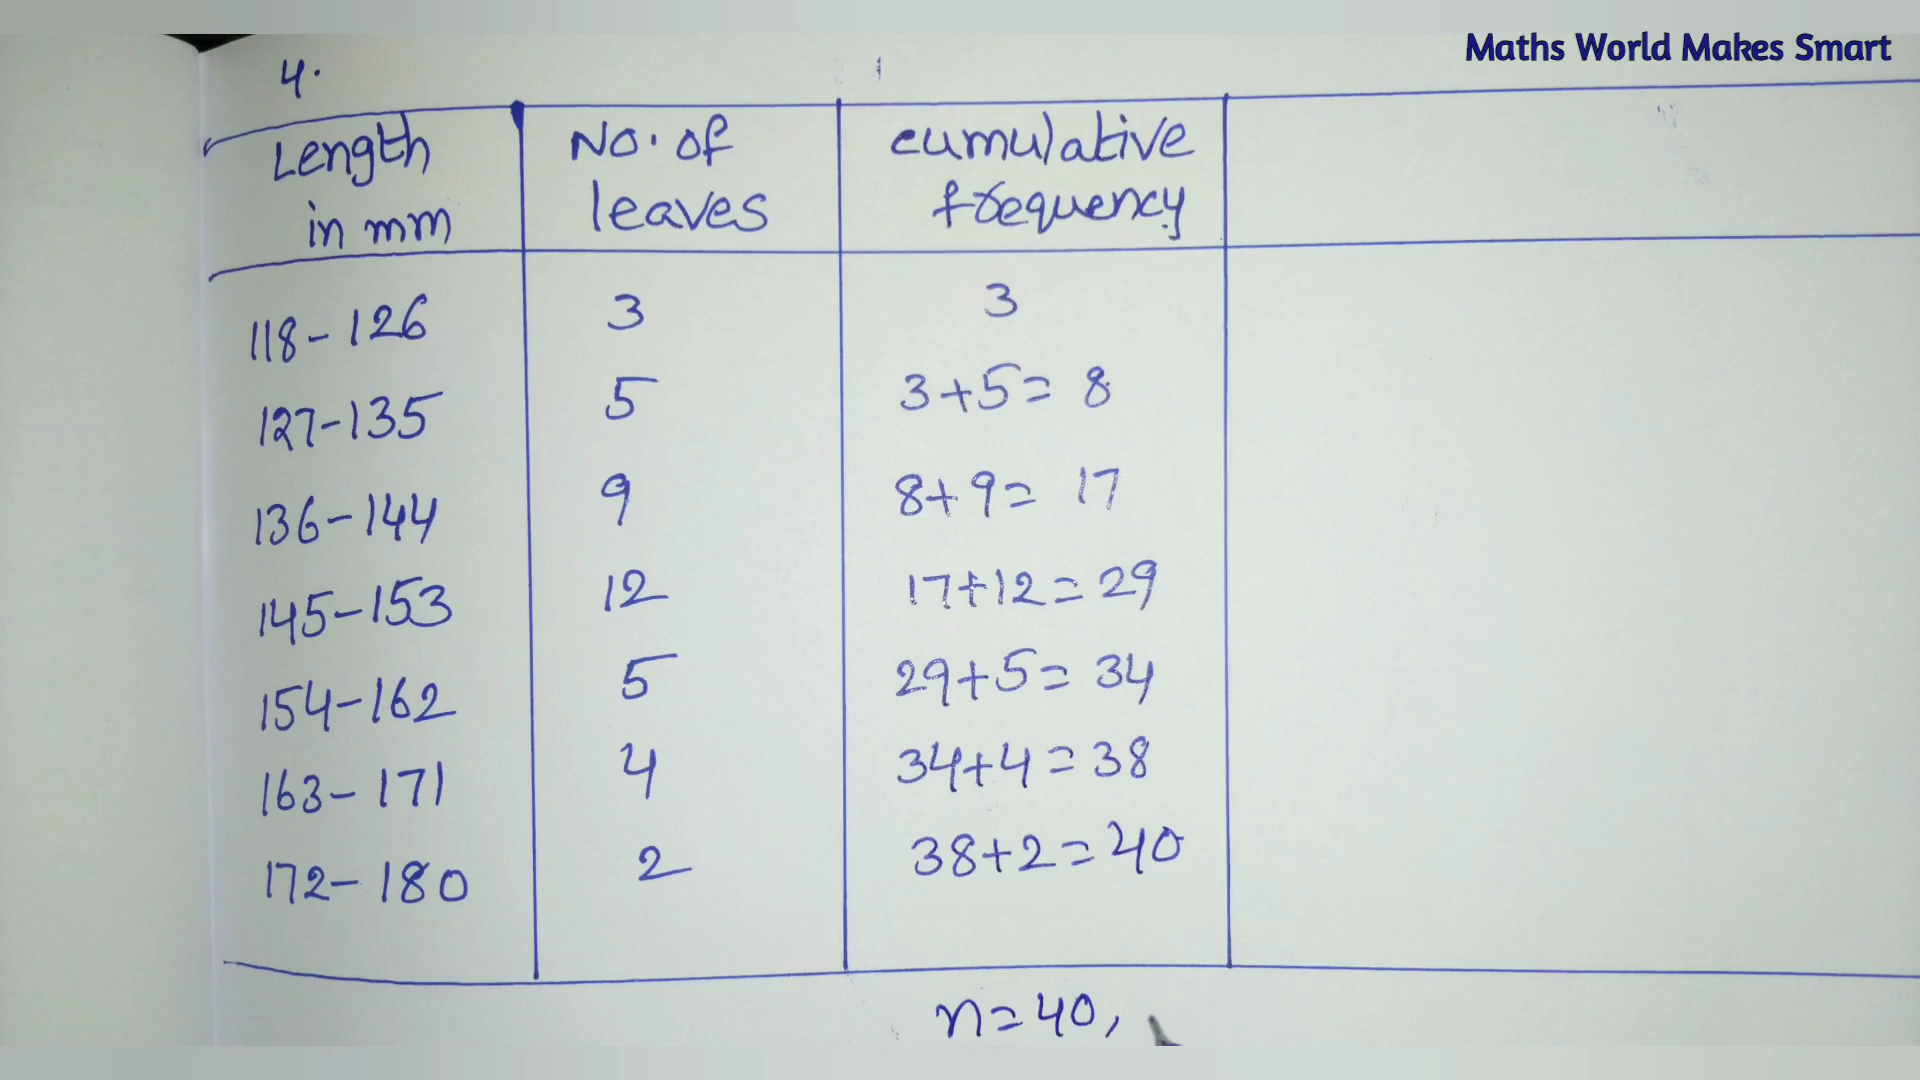 Maths World Makes Smart
4.
Length in mm | No. of leaves | cumulative frequency
118-126 | 3 | 3
127-135 | 5 | 3+5= 8
136-144 | 9 | 8+9= 17
145-153 | 12 | 17+12=29
154-162 | 5 | 29+5= 34
163-171 | 4 | 34+4=38
172-180 | 2 | 38+2=40
n=40,